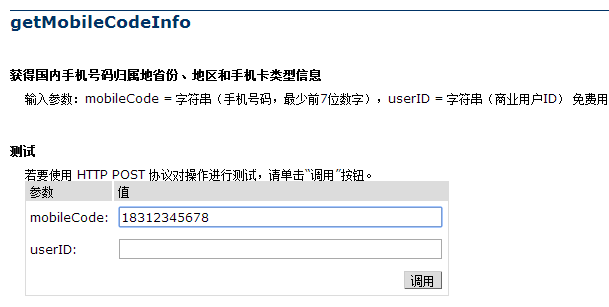 getMobileCodeInfo
获得国内手机号码归属地省份、地区和手机卡类型信息
输入参数：mobileCode = 字符串（手机号码，最少前7位数字），userID = 字符串（商业用户ID） 免费用
测试
若要使用 HTTP POST 协议对操作进行测试，请单击“调用”按钮。
参数 值
mobileCode: 18312345678
userID:
调用